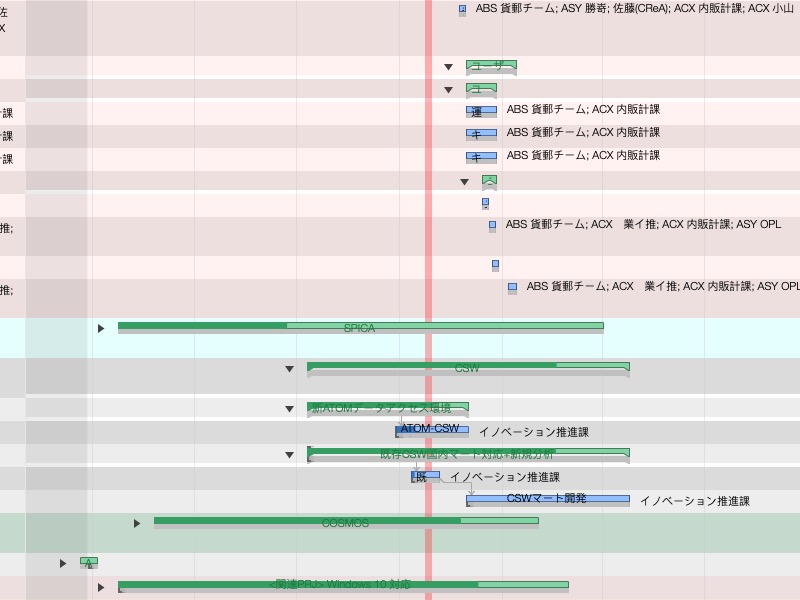 佐
X
ABS 貨郵チーム; ASY 勝嵜; 佐藤(CReA); ACX 内販計課; ACX 小山
ユーザ
ユ
課
運
ABS 貨郵チーム; ACX 内販計課
課
キ
ABS 貨郵チーム; ACX 内販計課
課
キ
ABS 貨郵チーム; ACX 内販計課
推;
ABS 貨郵チーム; ACX　業イ推; ACX 内販計課; ASY OPL
推;
ABS 貨郵チーム; ACX　業イ推; ACX 内販計課; ASY OPL
SPICA
CSW
新ATOMデータアクセス環境
ATOM-CSW
イノベーション推進課
既存CSW国内マート対応+新規分析
既
イノベーション推進課
CSWマート開発
イノベーション推進課
COSMOS
A
<関連PRJ> Windows 10 対応